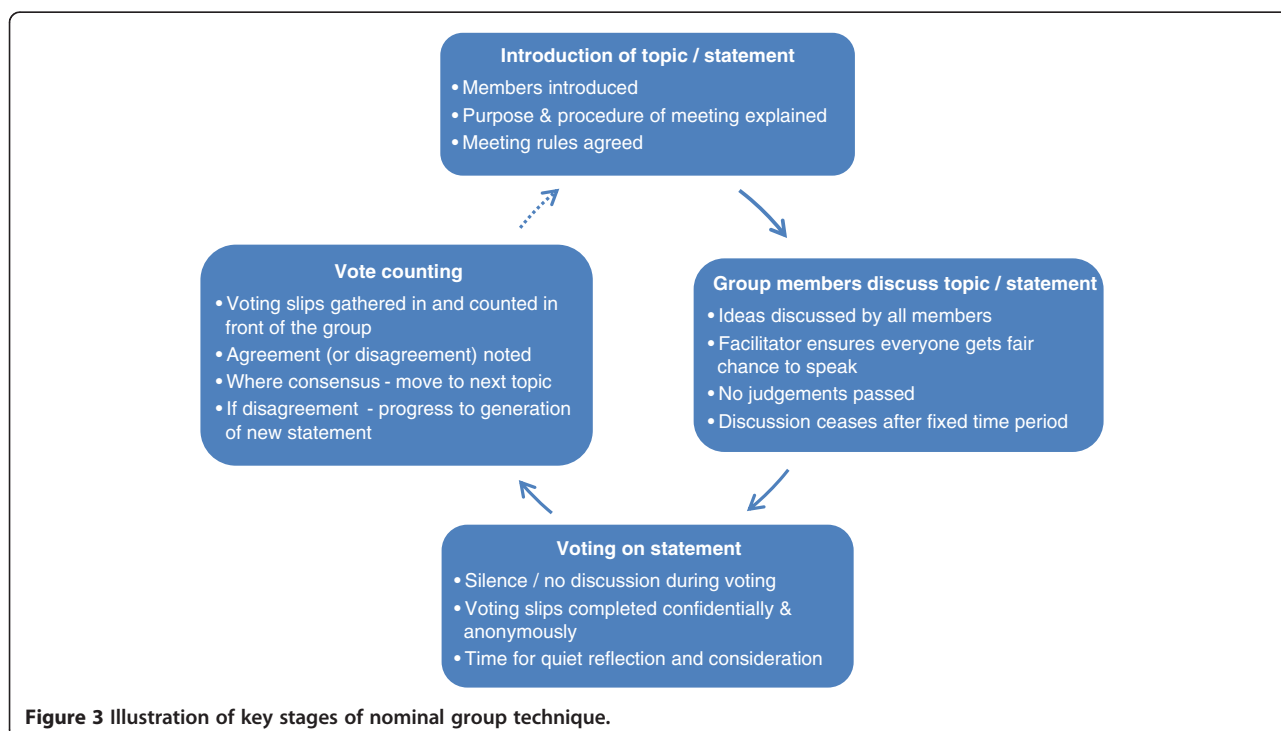 Introduction of topic / statement
• Members introduced
• Purpose & procedure of meeting explained
• Meeting rules agreed
Group members discuss topic / statement
• Ideas discussed by all members
• Facilitator ensures everyone gets fair
chance to speak
• No judgements passed
• Discussion ceases after fixed time period
Voting on statement
• Silence / no discussion during voting
• Voting slips completed confidentially &
anonymously
• Time for quiet reflection and consideration
Vote counting
• Voting slips gathered in and counted in
front of the group
• Agreement (or disagreement) noted
• Where consensus - move to next topic
• If disagreement - progress to generation
of new statement
Figure 3 Illustration of key stages of nominal group technique.